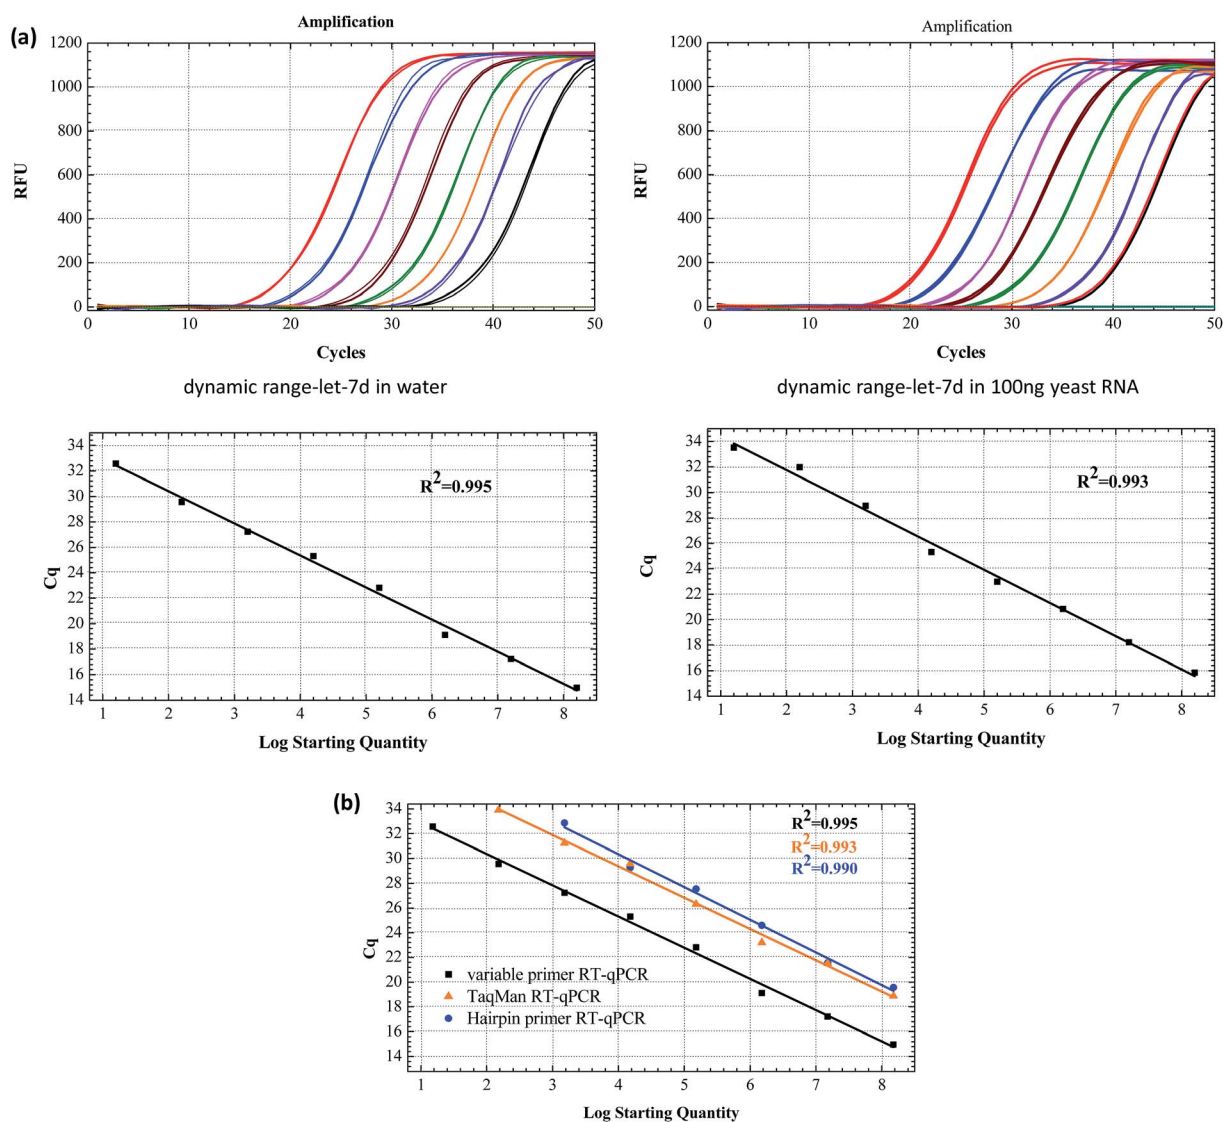 (a)
Amplification
1200
1000
800
600
400
200
0
RFU
0 10 20 30 40 50
Cycles
Amplification
1200
1000
800
600
400
200
0
RFU
0 10 20 30 40 50
Cycles
dynamic range-let-7d in water
dynamic range-let-7d in 100ng yeast RNA
34
32
30
28
26
24
22
20
18
16
14
Cq
R²=0.995
1 2 3 4 5 6 7 8
Log Starting Quantity
34
32
30
28
26
24
22
20
18
16
14
Cq
R²=0.993
1 2 3 4 5 6 7 8
Log Starting Quantity
(b)
34
32
30
28
26
24
22
20
18
16
14
Cq
R²=0.995
R²=0.993
R²=0.990
variable primer RT-qPCR
TaqMan RT-qPCR
Hairpin primer RT-qPCR
1 2 3 4 5 6 7 8
Log Starting Quantity